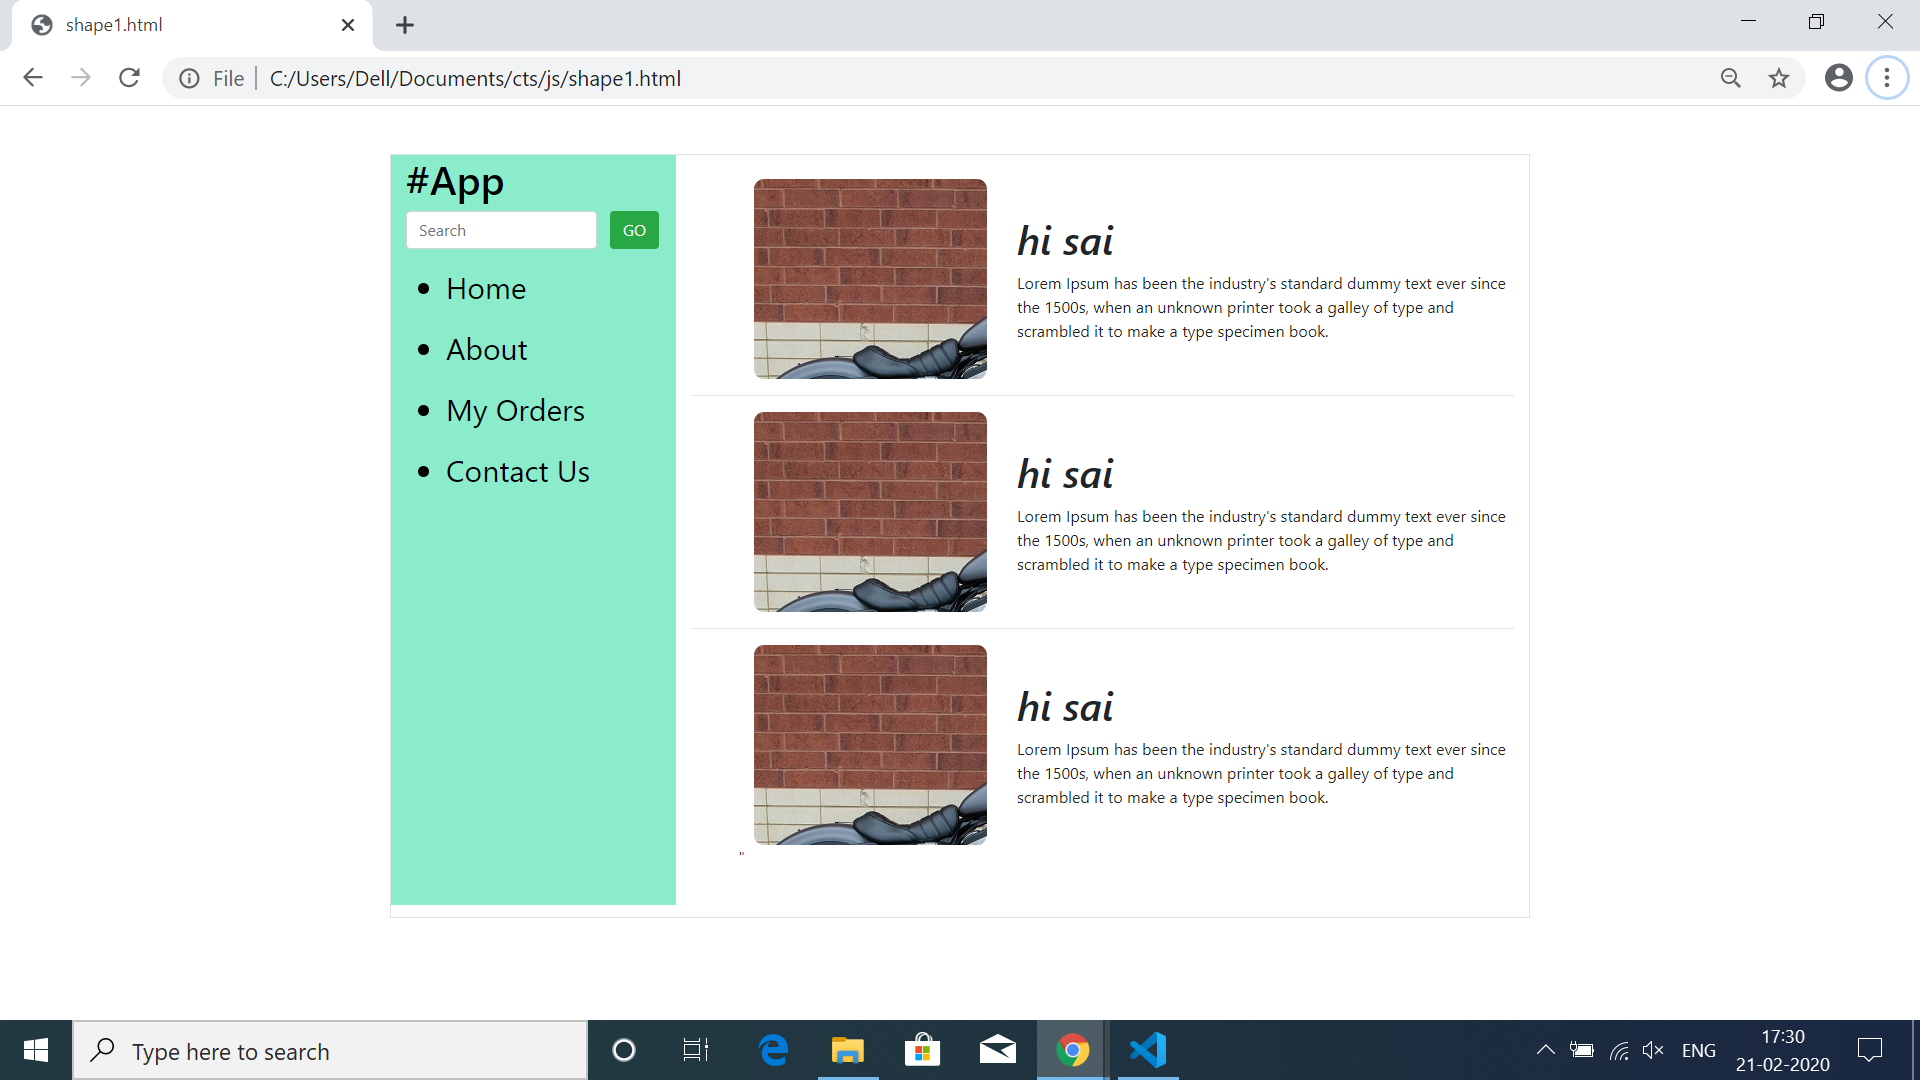 shape1.html
File
C:/Users/Dell/Documents/cts/js/shape1.html
#App
Search
GO
Home
About
My Orders
Contact Us
hi sai
Lorem Ipsum has been the industry's standard dummy text ever since
the 1500s, when an unknown printer took a galley of type and
scrambled it to make a type specimen book.
hi sai
Lorem Ipsum has been the industry's standard dummy text ever since
the 1500s, when an unknown printer took a galley of type and
scrambled it to make a type specimen book.
hi sai
Lorem Ipsum has been the industry's standard dummy text ever since
the 1500s, when an unknown printer took a galley of type and
scrambled it to make a type specimen book.
"
Type here to search
ENG
17:30
21-02-2020